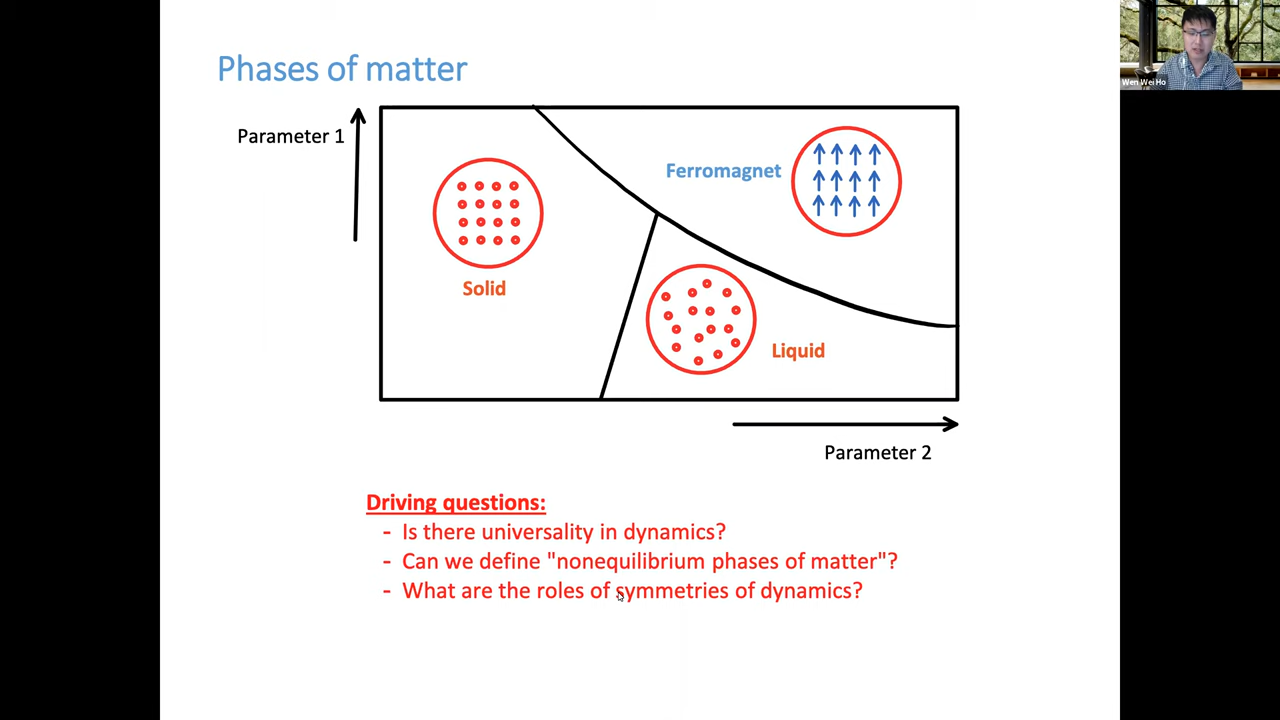 Phases of matter
Wen Wei Ho
Parameter 1
Ferromagnet
Solid
Liquid
Parameter 2
Driving questions:
- Is there universality in dynamics?
- Can we define "nonequilibrium phases of matter"?
- What are the roles of symmetries of dynamics?